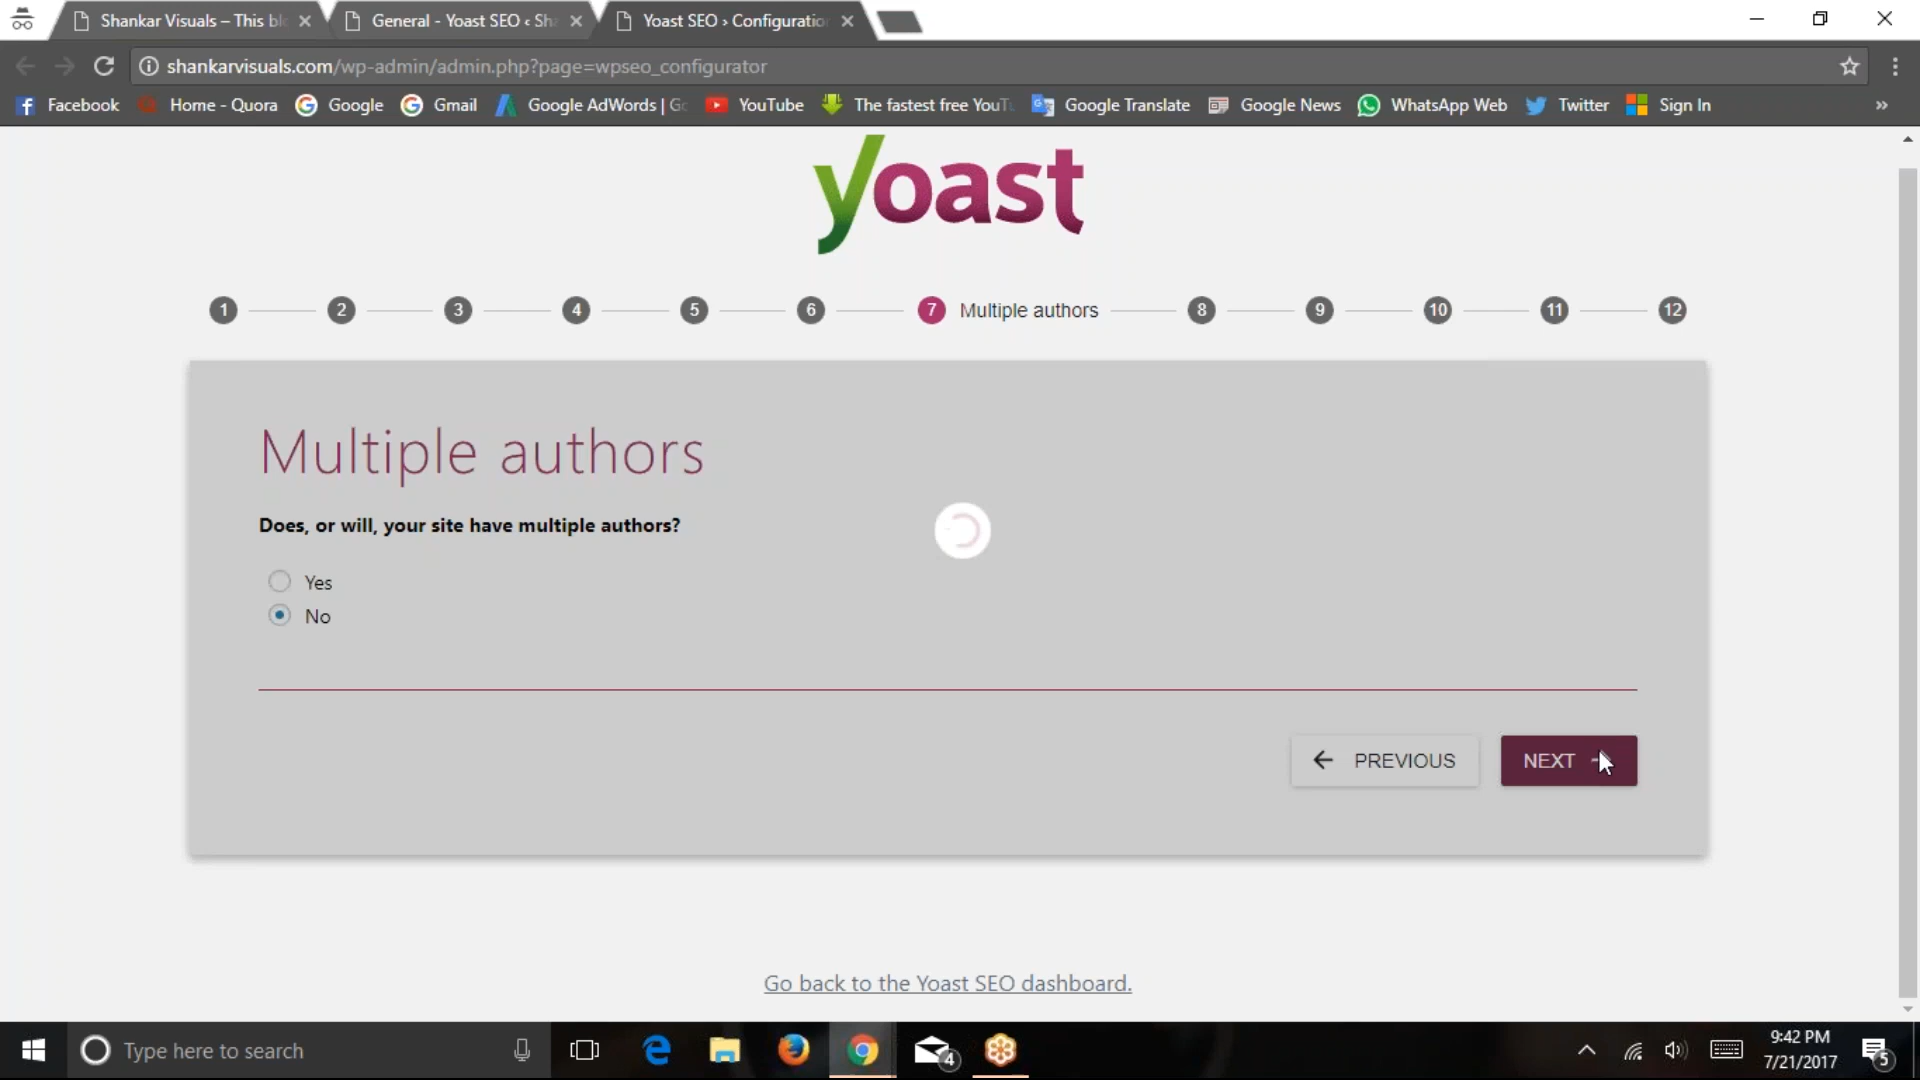 Shankar Visuals – This bl
General - Yoast SEO ‹ Sha
Yoast SEO › Configuratio
shankarvisuals.com/wp-admin/admin.php?page=wpseo_configurator
Facebook
Home - Quora
Google
Gmail
Google AdWords | Go
YouTube
The fastest free YouTu
Google Translate
Google News
WhatsApp Web
Twitter
Sign In
»
yoast
1 2 3 4 5 6 7 Multiple authors 8 9 10 11 12
Multiple authors
Does, or will, your site have multiple authors?
Yes
No
PREVIOUS
NEXT
Go back to the Yoast SEO dashboard.
Type here to search
4
9:42 PM
7/21/2017
5